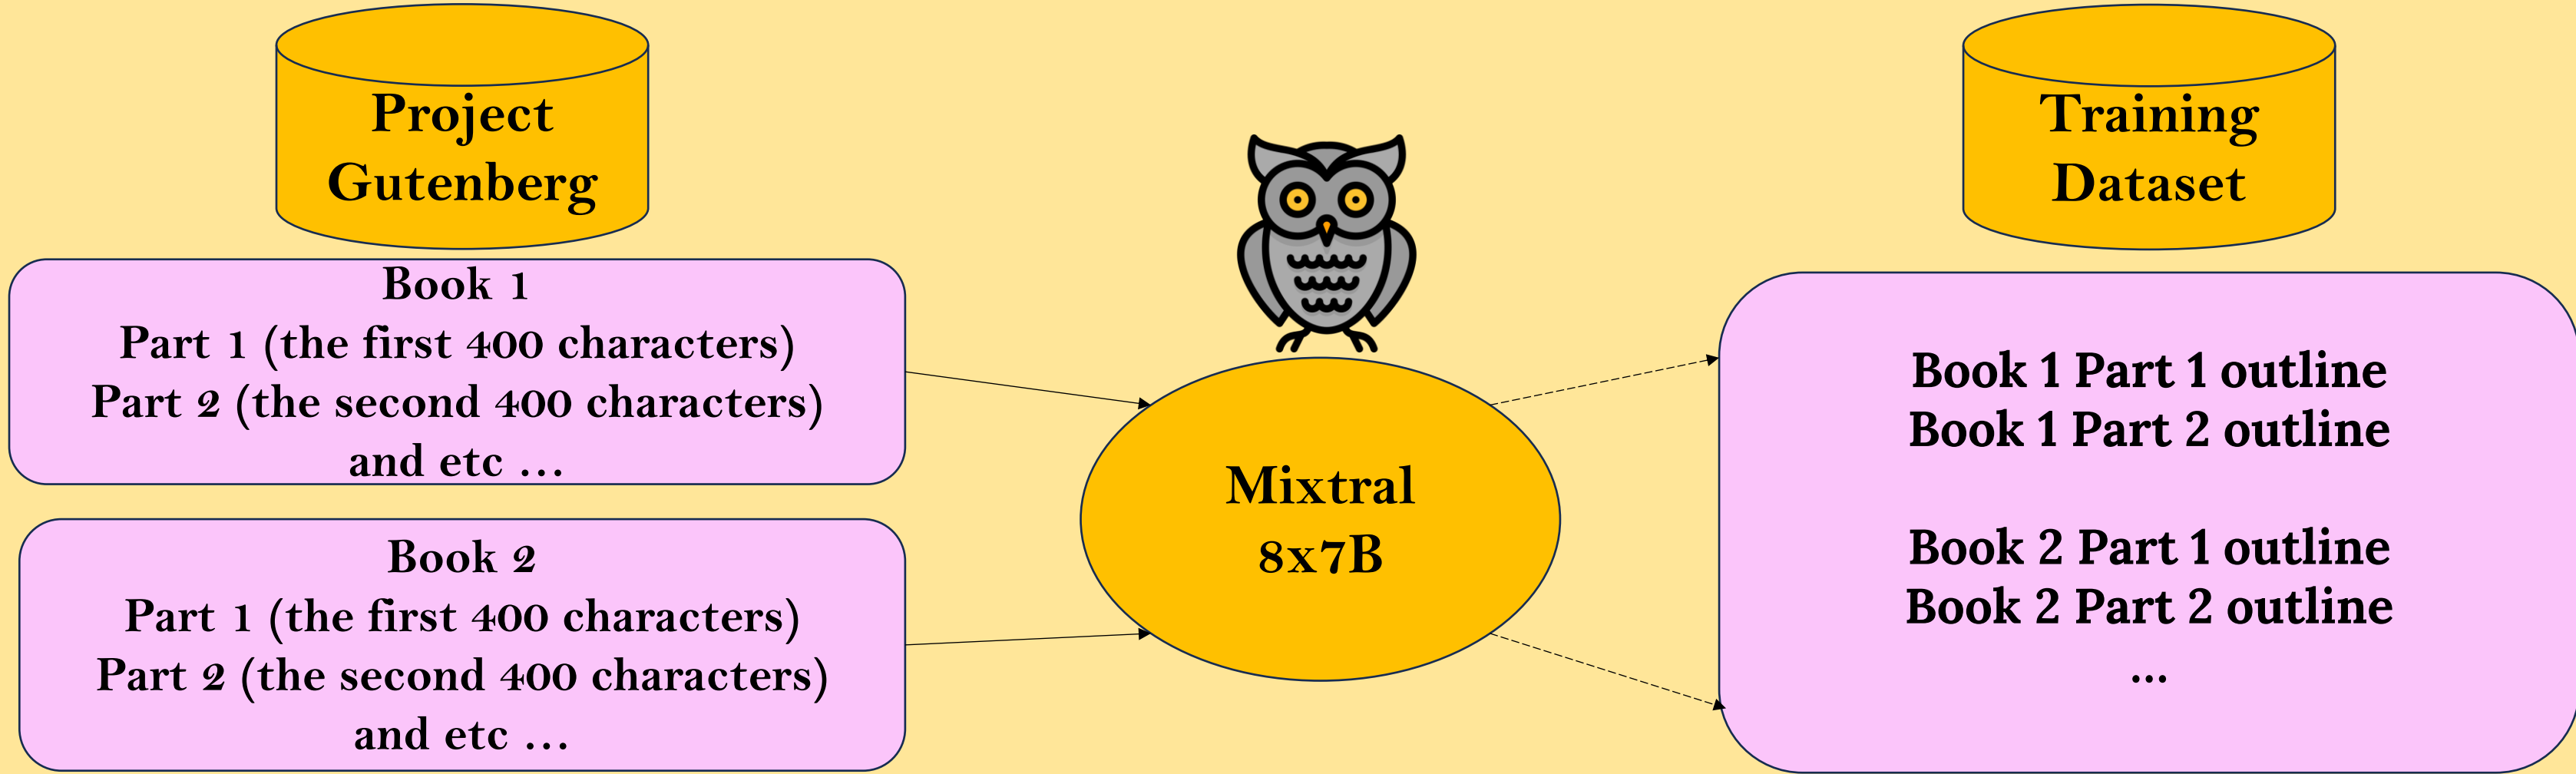 Project
Gutenberg
Book 1
Part 1 (the first 400 characters)
Part 2 (the second 400 characters)
and etc ...
Book 2
Part 1 (the first 400 characters)
Part 2 (the second 400 characters)
and etc ...
Mixtral
8x7B
Training
Dataset
Book 1 Part 1 outline
Book 1 Part 2 outline
Book 2 Part 1 outline
Book 2 Part 2 outline
...